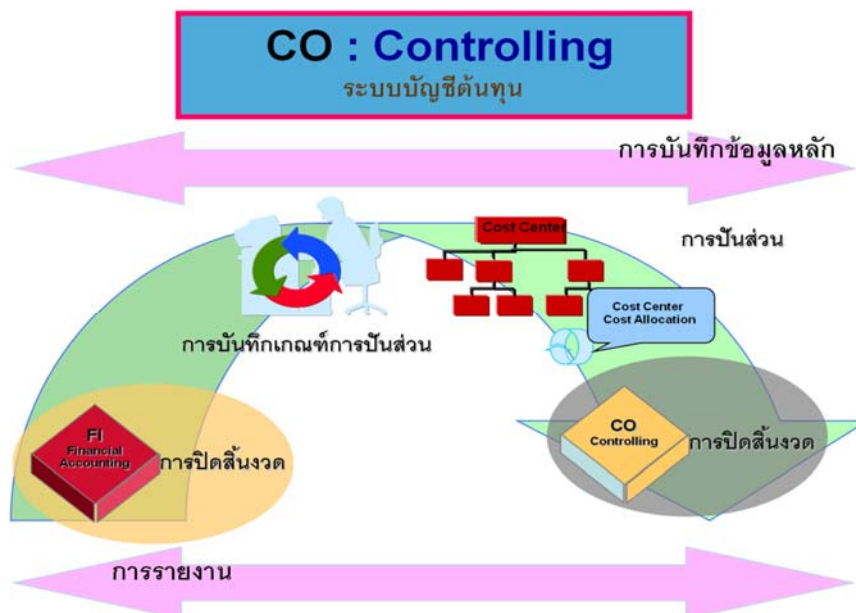 CO : Controlling
ระบบบัญชีต้นทุน
การบันทึกข้อมูลหลัก
Cost Center
การปันส่วน
Cost Center
Cost Allocation
การบันทึกเกณฑ์การปันส่วน
FI
Financial
Accounting
การปิดสิ้นงวด
CO
Controlling
การปิดสิ้นงวด
การรายงาน